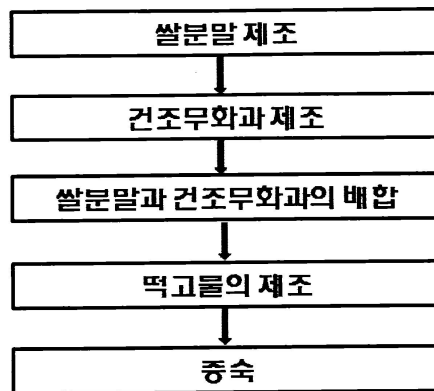 쌀분말 제조
건조무화과 제조
쌀분말과 건조무화과의 배합
떡고물의 제조
증숙